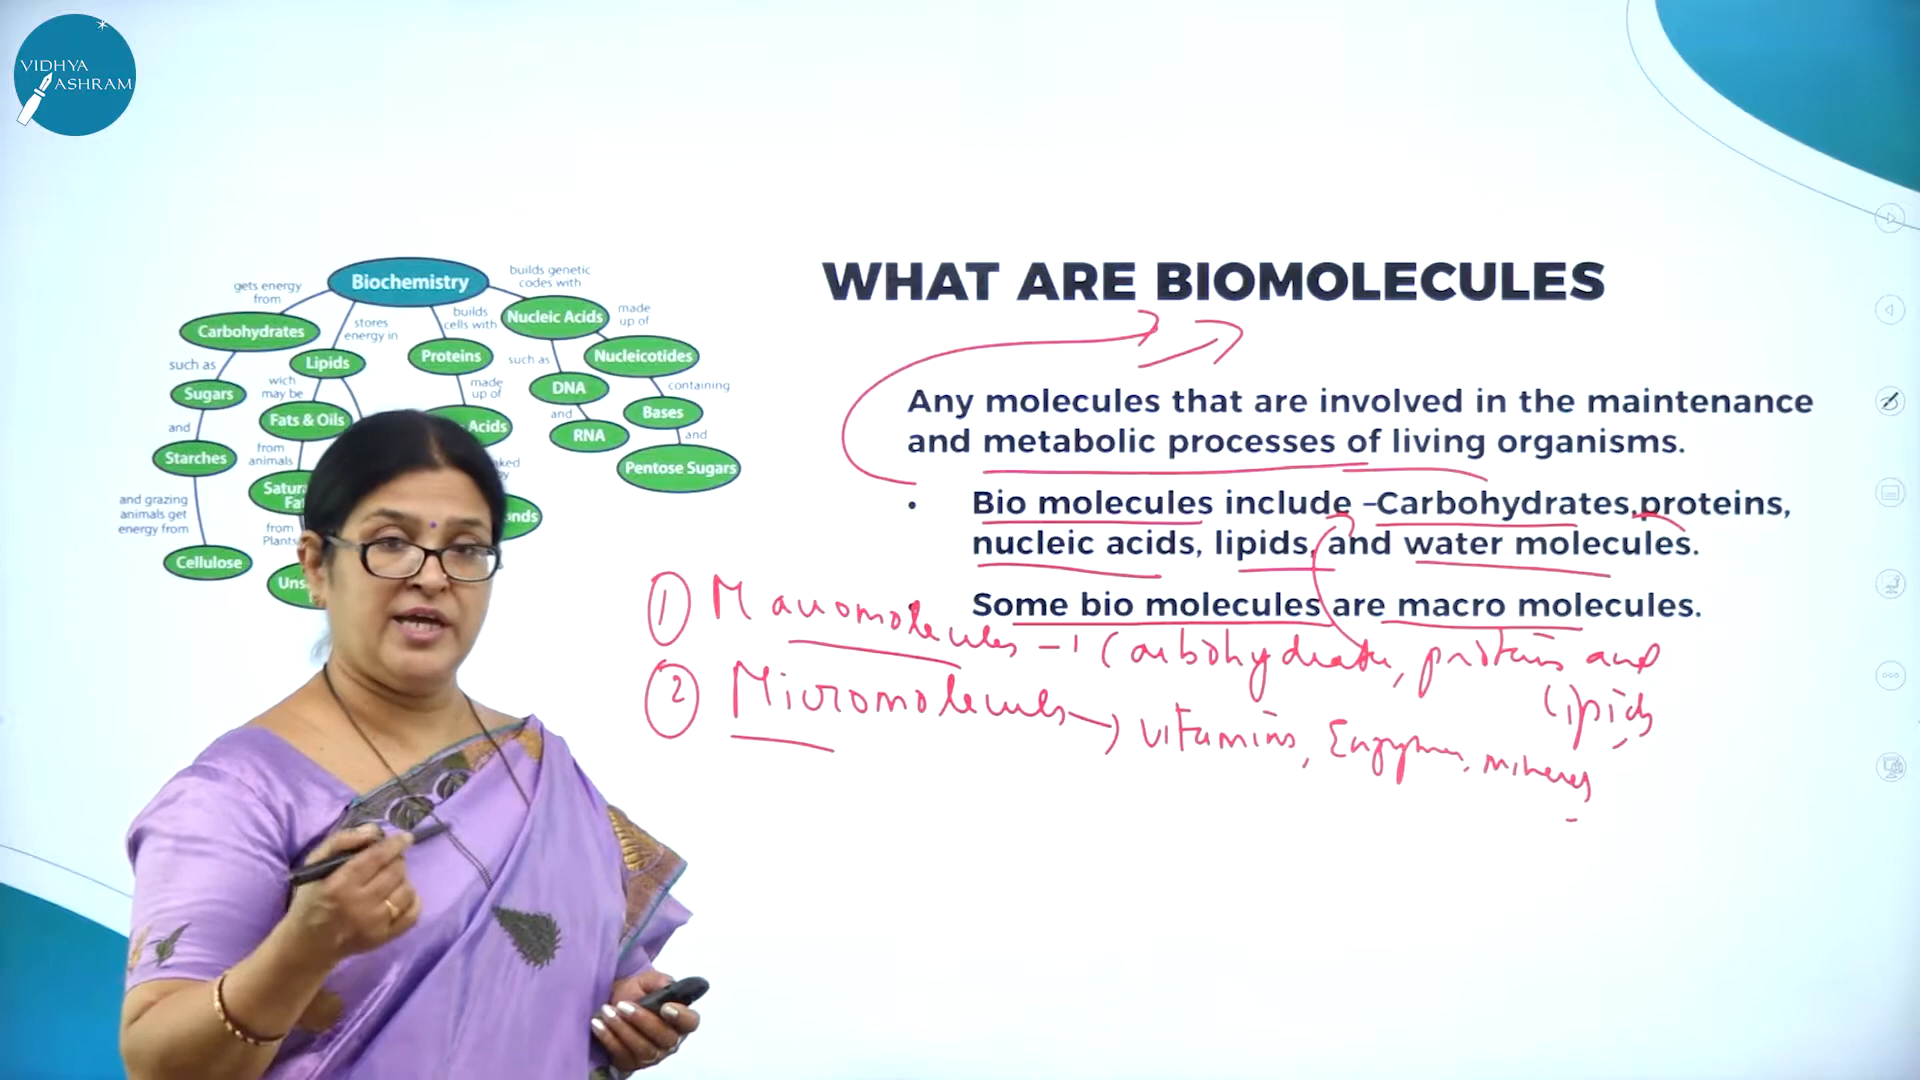 VIDHYA
ASHRAM
Biochemistry
gets energy
from
stores
energy in
builds
cells with
builds genetic
codes with
Carbohydrates
Lipids
Proteins
Nucleic Acids
made
up of
such as
Sugars
and
Starches
and grazing
animals get
energy from
Cellulose
wich
may be
Fats & Oils
from
animals
from
made
up of
Acids
such as
DNA
and
RNA
Nucleicotides
containing
Bases
and
Pentose Sugars
WHAT ARE BIOMOLECULES
Any molecules that are involved in the maintenance
and metabolic processes of living organisms.
• Bio molecules include –Carbohydrates,proteins,
nucleic acids, lipids, and water molecules.
Some bio molecules are macro molecules.
1 Macromolecules - Carbohydrate, proteins and
lipids
2 Micromolecules → vitamins, Enzymes,